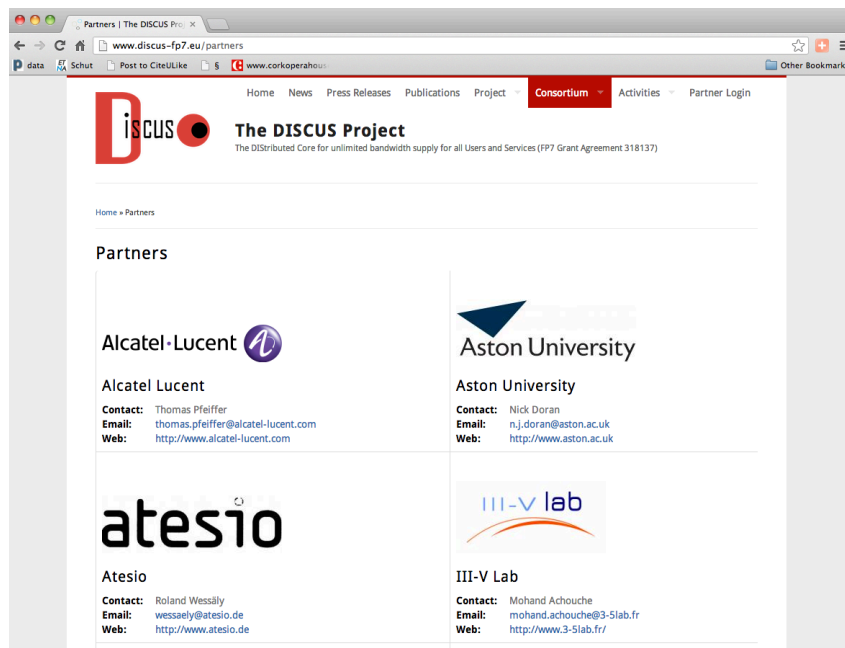 Partners | The DISCUS Proj
www.discus-fp7.eu/partners
data Schut Post to CiteULike § www.corkoperahous Other Bookmark
Home News Press Releases Publications Project Consortium Activities Partner Login
iscus
The DISCUS Project
The DIStributed Core for unlimited bandwidth supply for all Users and Services (FP7 Grant Agreement 318137)
Home » Partners
Partners
Alcatel·Lucent
Alcatel Lucent
Contact: Thomas Pfeiffer
Email: thomas.pfeiffer@alcatel-lucent.com
Web: http://www.alcatel-lucent.com
Aston University
Aston University
Contact: Nick Doran
Email: n.j.doran@aston.ac.uk
Web: http://www.aston.ac.uk
atesio
Atesio
Contact: Roland Wessäly
Email: wessaely@atesio.de
Web: http://www.atesio.de
III-V lab
III-V Lab
Contact: Mohand Achouche
Email: mohand.achouche@3-5lab.fr
Web: http://www.3-5lab.fr/